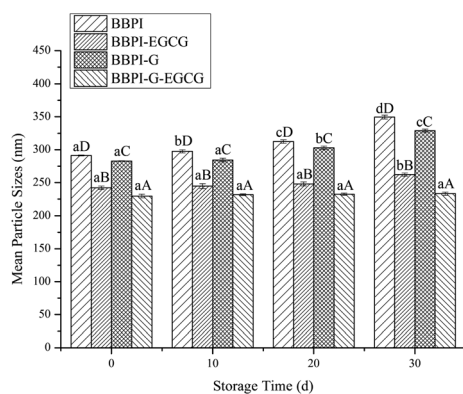 BBPI
BBPI-EGCG
BBPI-G
BBPI-G-EGCG
450
400
350
300
250
200
150
100
50
0
Mean Particle Sizes (nm)
aD
aB
aC
aA
bD
aB
aC
aA
cD
aB
bC
aA
dD
bB
cC
aA
0
10
20
30
Storage Time (d)